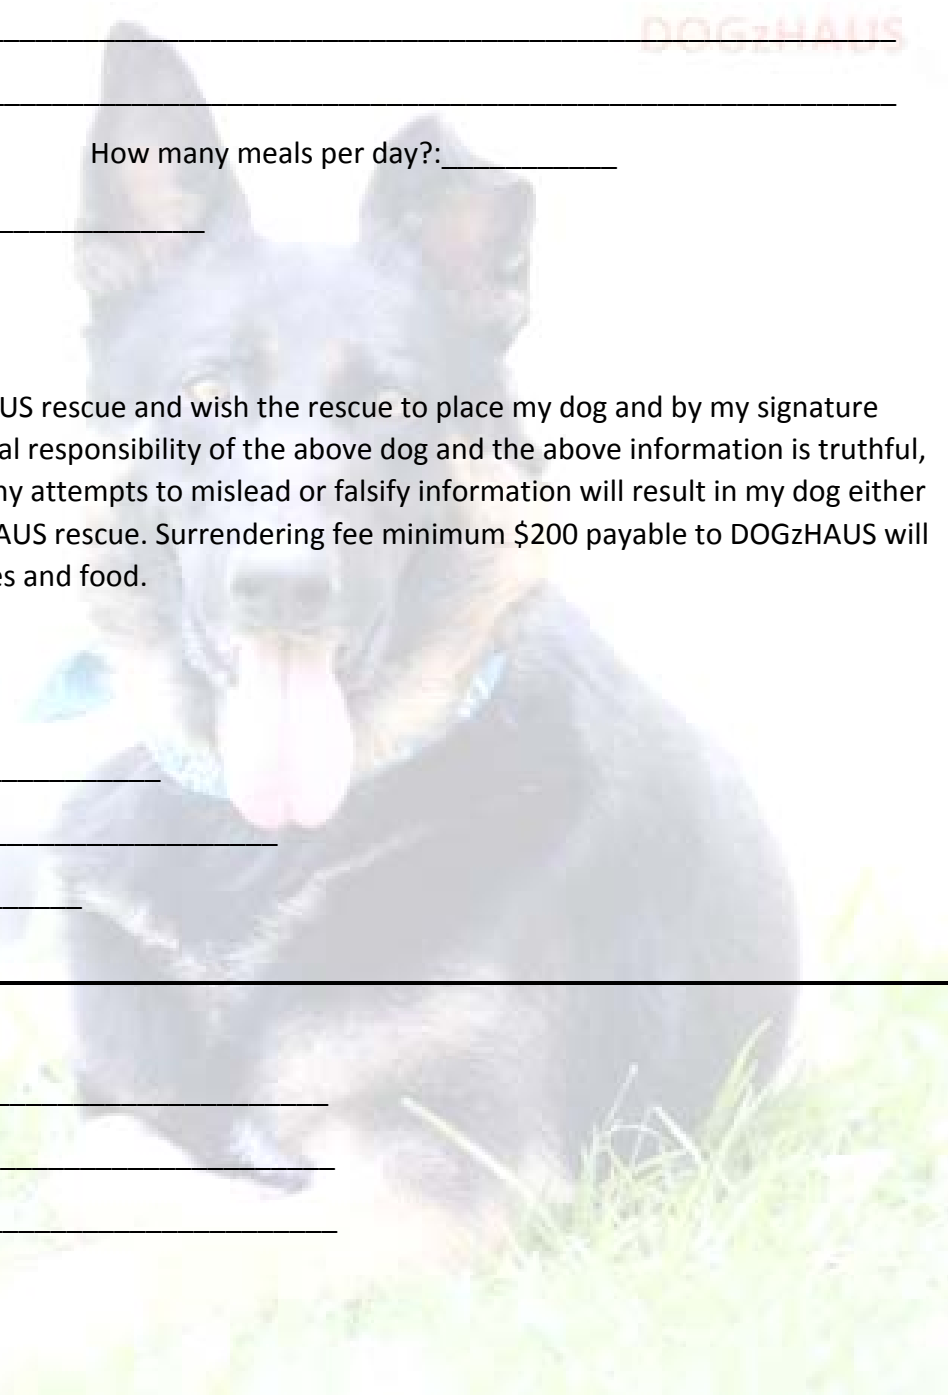 DOGzHAUS
How many meals per day?:___________
US rescue and wish the rescue to place my dog and by my signature
al responsibility of the above dog and the above information is truthful,
ny attempts to mislead or falsify information will result in my dog either
AUS rescue. Surrendering fee minimum $200 payable to DOGzHAUS will
es and food.